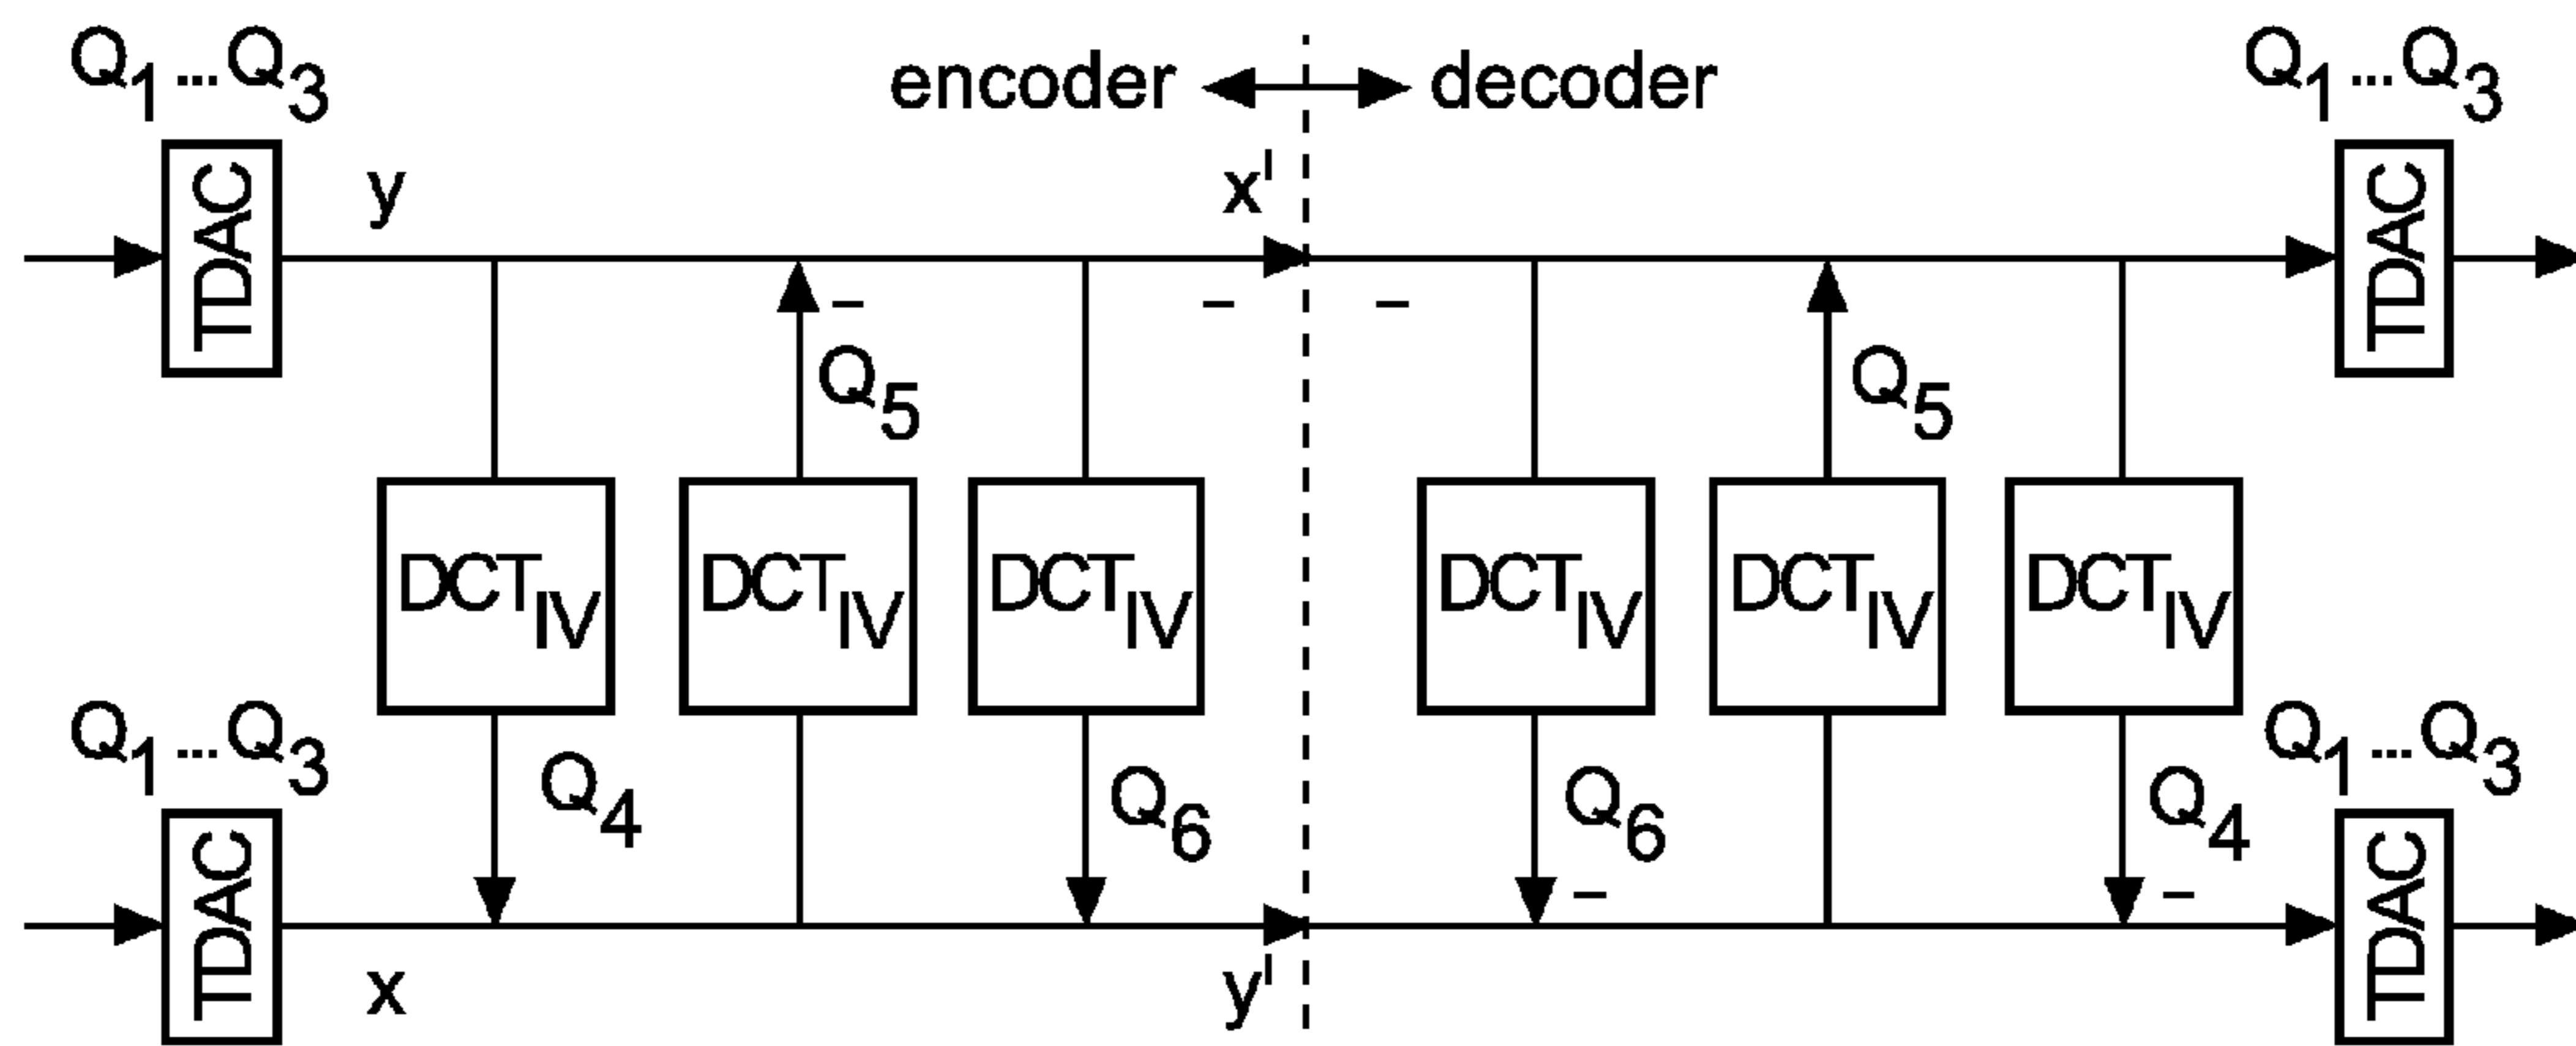 Q1...Q3 encoder decoder Q1...Q3
TDAC y x' TDAC
– – –
Q5 Q5
DCTIV DCTIV DCTIV DCTIV DCTIV DCTIV
Q1...Q3 Q4 Q6 Q6 Q4 Q1...Q3
– –
TDAC x y' TDAC